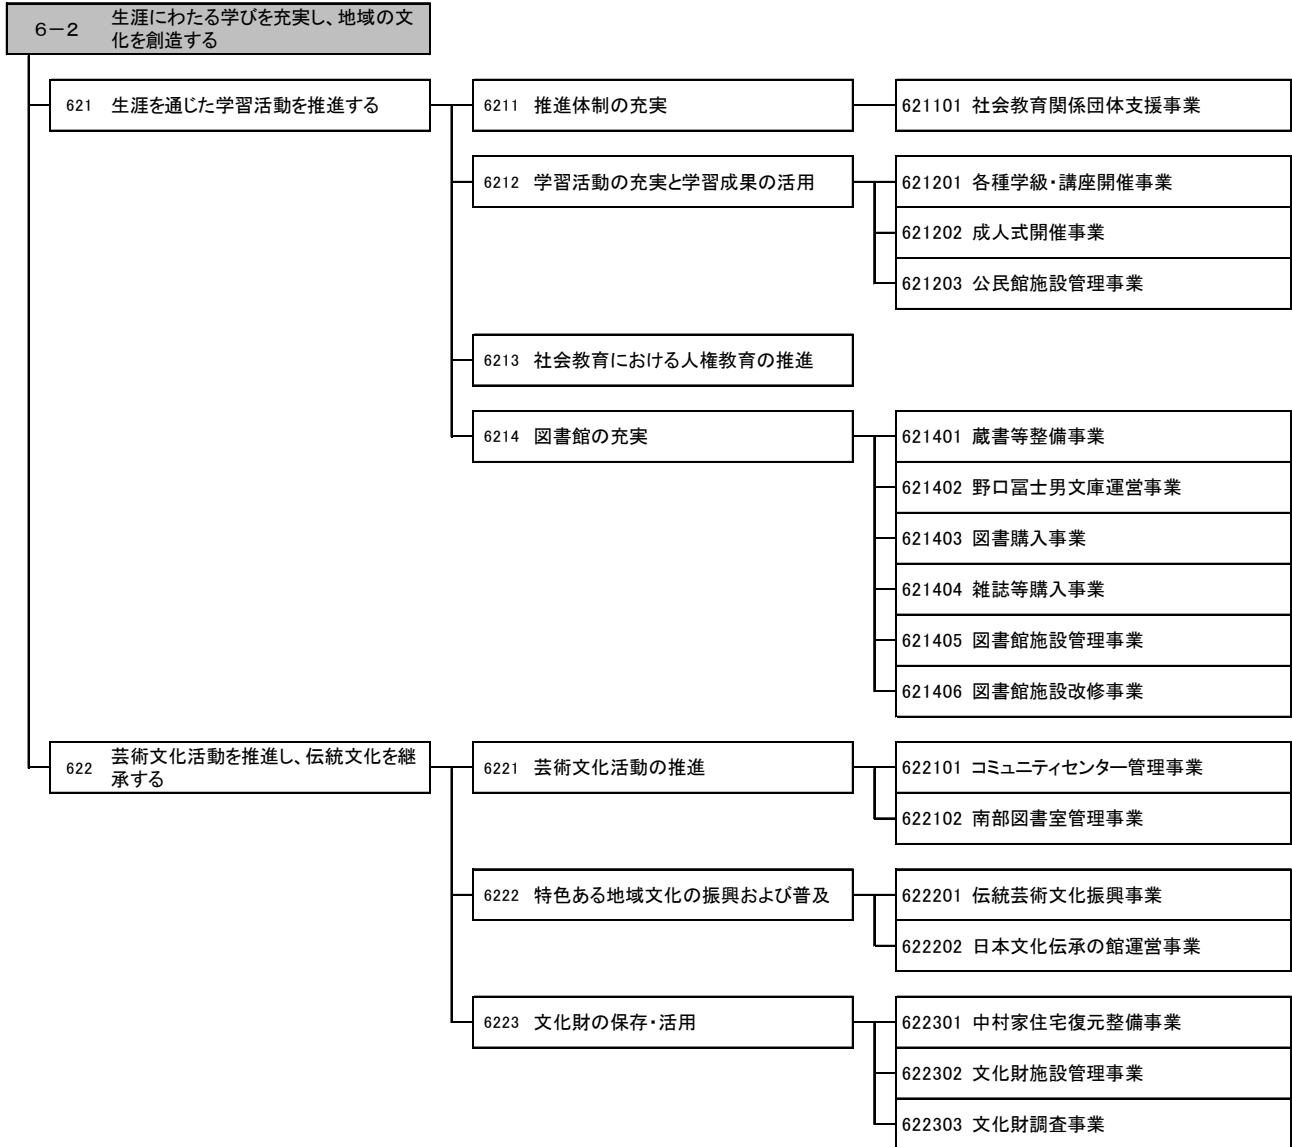 6－2 生涯にわたる学びを充実し、地域の文
化を創造する
621 生涯を通じた学習活動を推進する
6211 推進体制の充実
621101 社会教育関係団体支援事業
6212 学習活動の充実と学習成果の活用
621201 各種学級・講座開催事業
621202 成人式開催事業
621203 公民館施設管理事業
6213 社会教育における人権教育の推進
6214 図書館の充実
621401 蔵書等整備事業
621402 野口冨士男文庫運営事業
621403 図書購入事業
621404 雑誌等購入事業
621405 図書館施設管理事業
621406 図書館施設改修事業
622 芸術文化活動を推進し、伝統文化を継
承する
6221 芸術文化活動の推進
622101 コミュニティセンター管理事業
622102 南部図書室管理事業
6222 特色ある地域文化の振興および普及
622201 伝統芸術文化振興事業
622202 日本文化伝承の館運営事業
6223 文化財の保存・活用
622301 中村家住宅復元整備事業
622302 文化財施設管理事業
622303 文化財調査事業